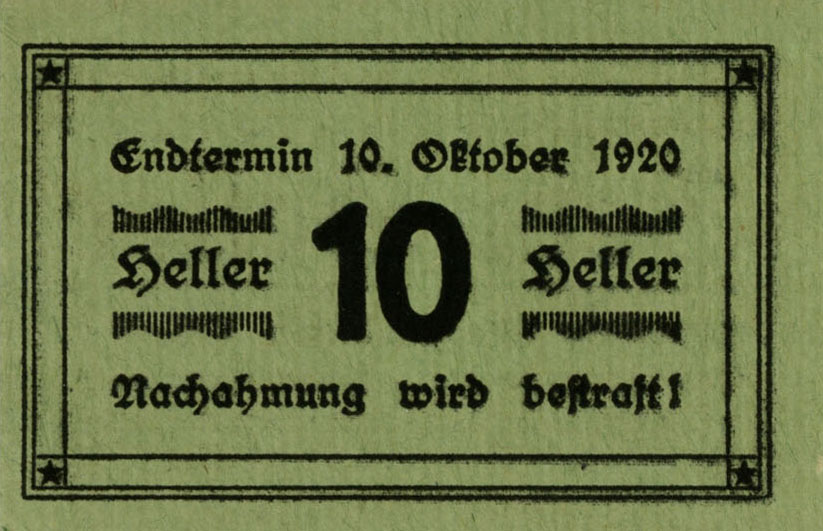 Endtermin 10. Oktober 1920
Heller 10 Heller
Nachahmung wird bestraft!